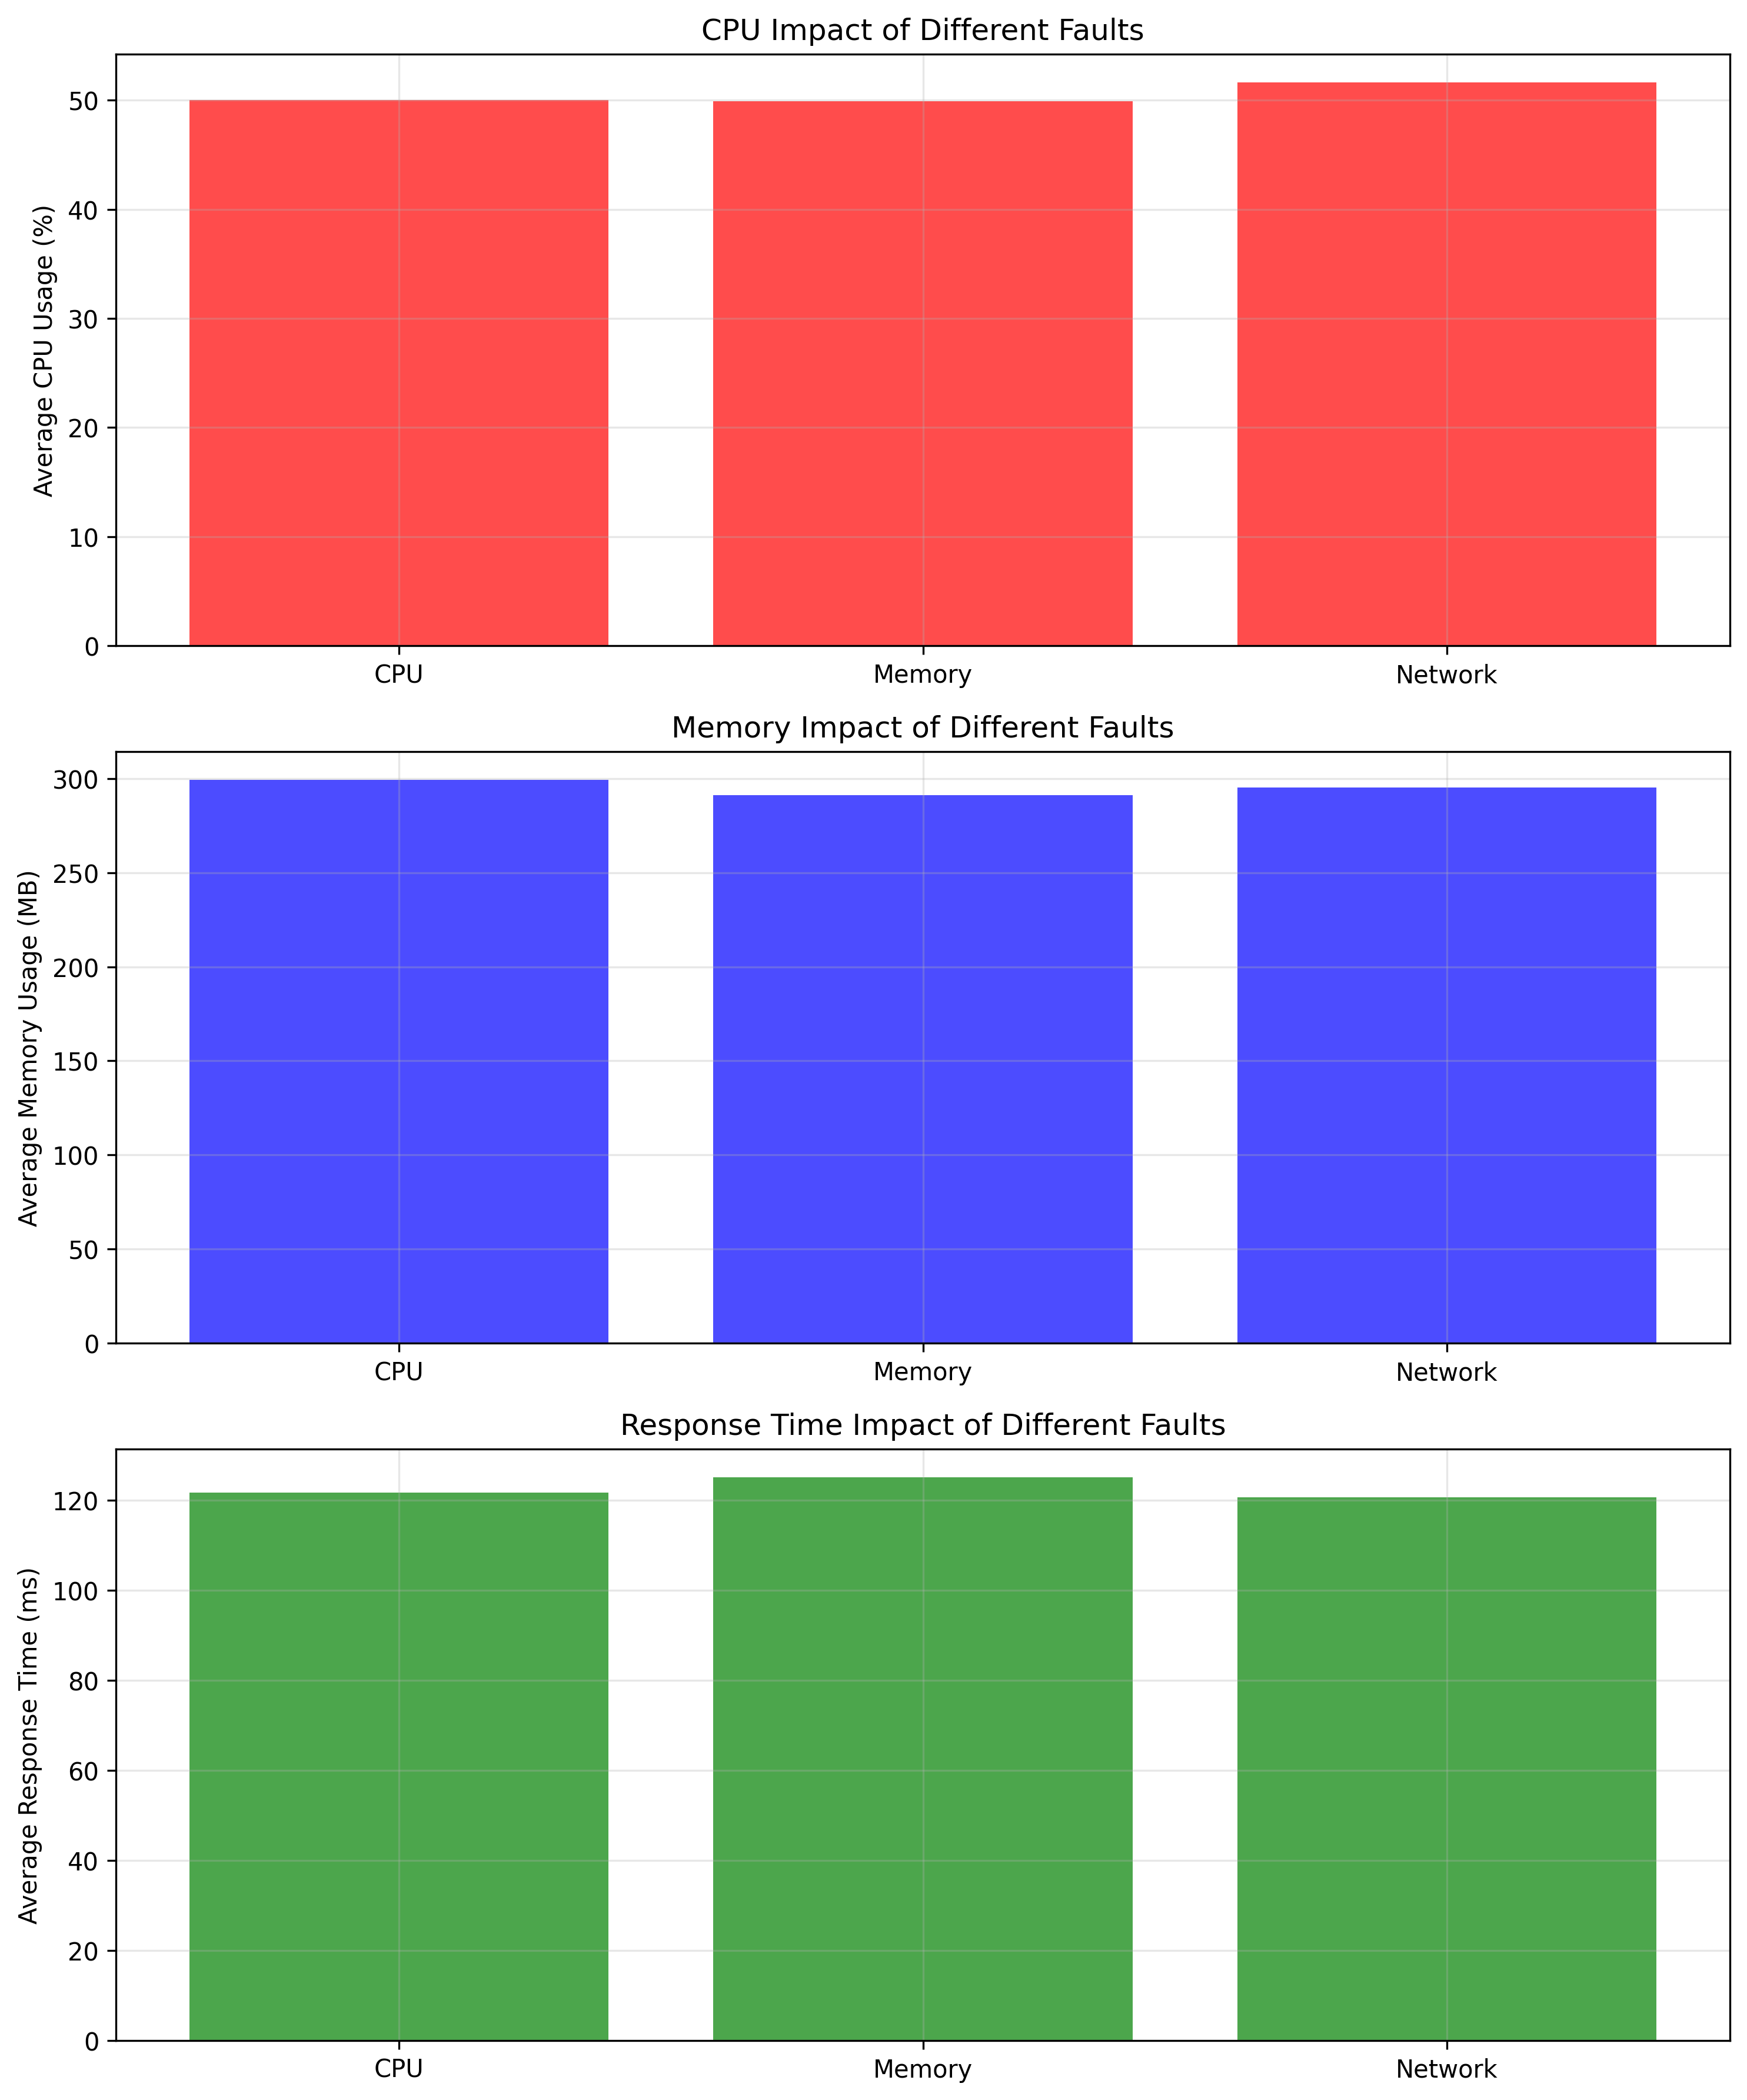 CPU Impact of Different Faults
Average CPU Usage (%)
50
40
30
20
10
0
CPU Memory Network
Memory Impact of Different Faults
Average Memory Usage (MB)
300
250
200
150
100
50
0
CPU Memory Network
Response Time Impact of Different Faults
Average Response Time (ms)
120
100
80
60
40
20
0
CPU Memory Network